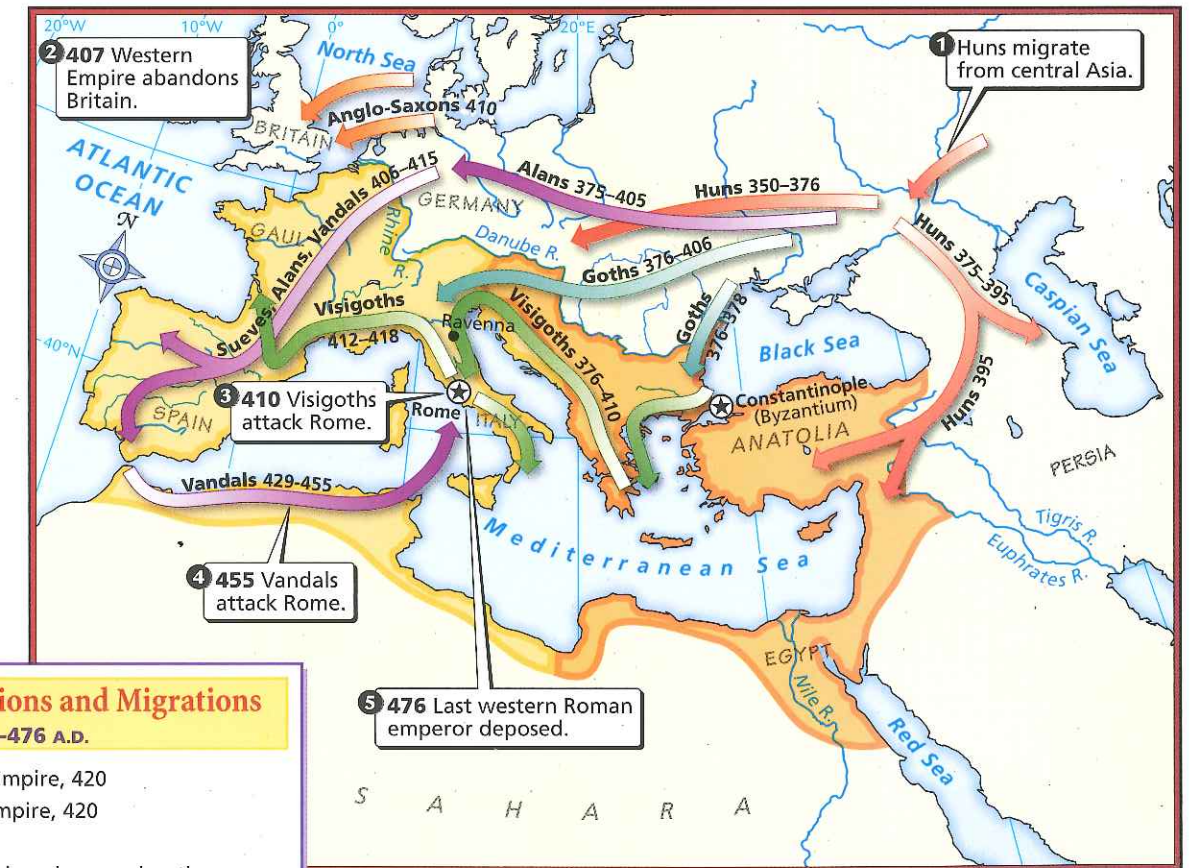 20°W
10°W
0°
20°E
2 407 Western
Empire abandons
Britain.
North Sea
1 Huns migrate
from central Asia.
Anglo-Saxons 410
BRITAIN
ATLANTIC
OCEAN
N
Sueves, Alans, Vandals 406–415
GERMANY
Alans 375–405
Huns 350–376
GAUL
Rhine
R.
Danube R.
Goths 376–406
Huns 375–395
Caspian Sea
Visigoths
412–418
Ravenna
Visigoths 376–410
Goths
376–378
Black Sea
40°N
Huns 395
3 410 Visigoths
attack Rome.
Rome
ITALY
Constantinople
(Byzantium)
ANATOLIA
SPAIN
PERSIA
Vandals 429-455
Mediterranean Sea
Tigris R.
Euphrates R.
4 455 Vandals
attack Rome.
EGYPT
Nile R.
Red Sea
5 476 Last western Roman
emperor deposed.
SAHARA
ions and Migrations
–476 A.D.
mpire, 420
mpire, 420